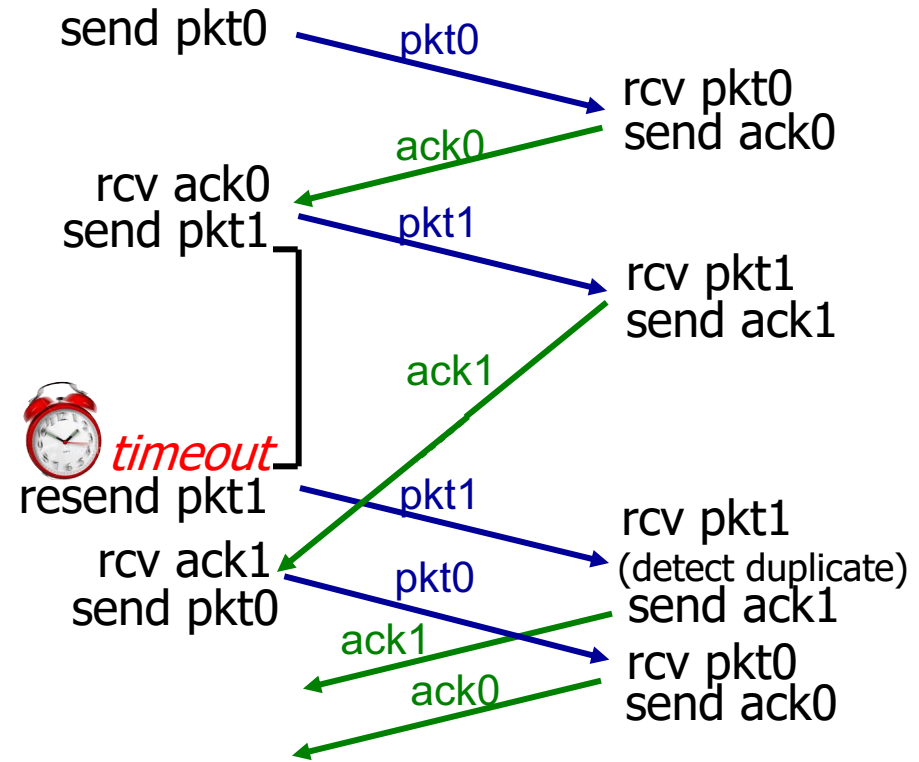 send pkt0
pkt0
rcv pkt0
send ack0
ack0
rcv ack0
send pkt1
pkt1
rcv pkt1
send ack1
ack1
timeout
resend pkt1
pkt1
rcv pkt1
(detect duplicate)
send ack1
rcv ack1
send pkt0
pkt0
ack1
rcv pkt0
send ack0
ack0